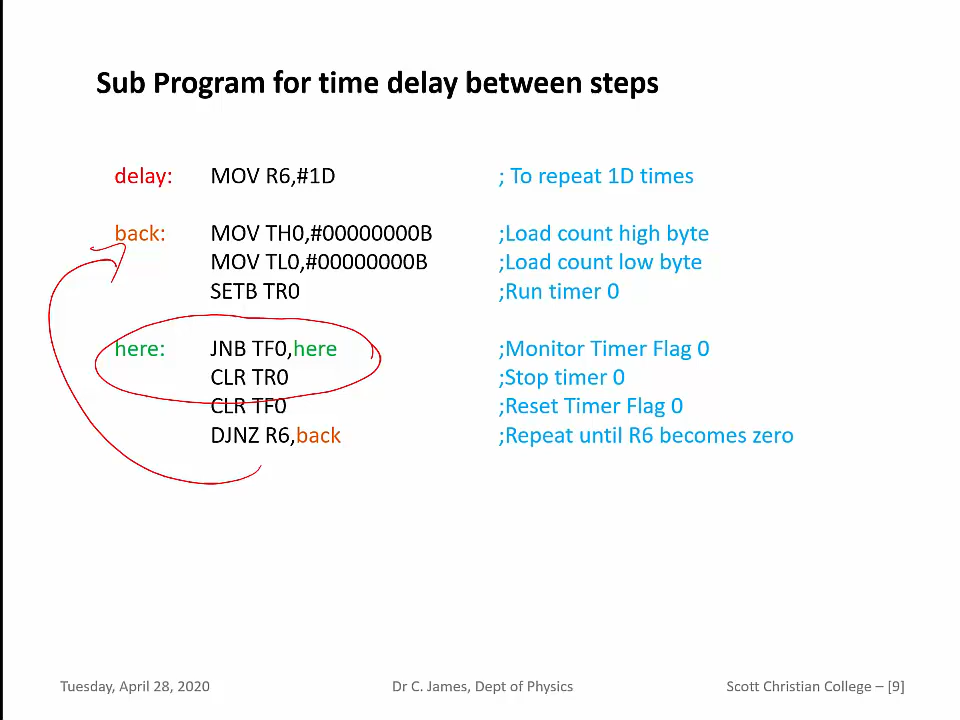 Sub Program for time delay between steps
delay: MOV R6,#1D ; To repeat 1D times
back: MOV TH0,#00000000B ;Load count high byte
MOV TL0,#00000000B ;Load count low byte
SETB TR0 ;Run timer 0
here: JNB TF0,here ;Monitor Timer Flag 0
CLR TR0 ;Stop timer 0
CLR TF0 ;Reset Timer Flag 0
DJNZ R6,back ;Repeat until R6 becomes zero
Tuesday, April 28, 2020 Dr C. James, Dept of Physics Scott Christian College – [9]